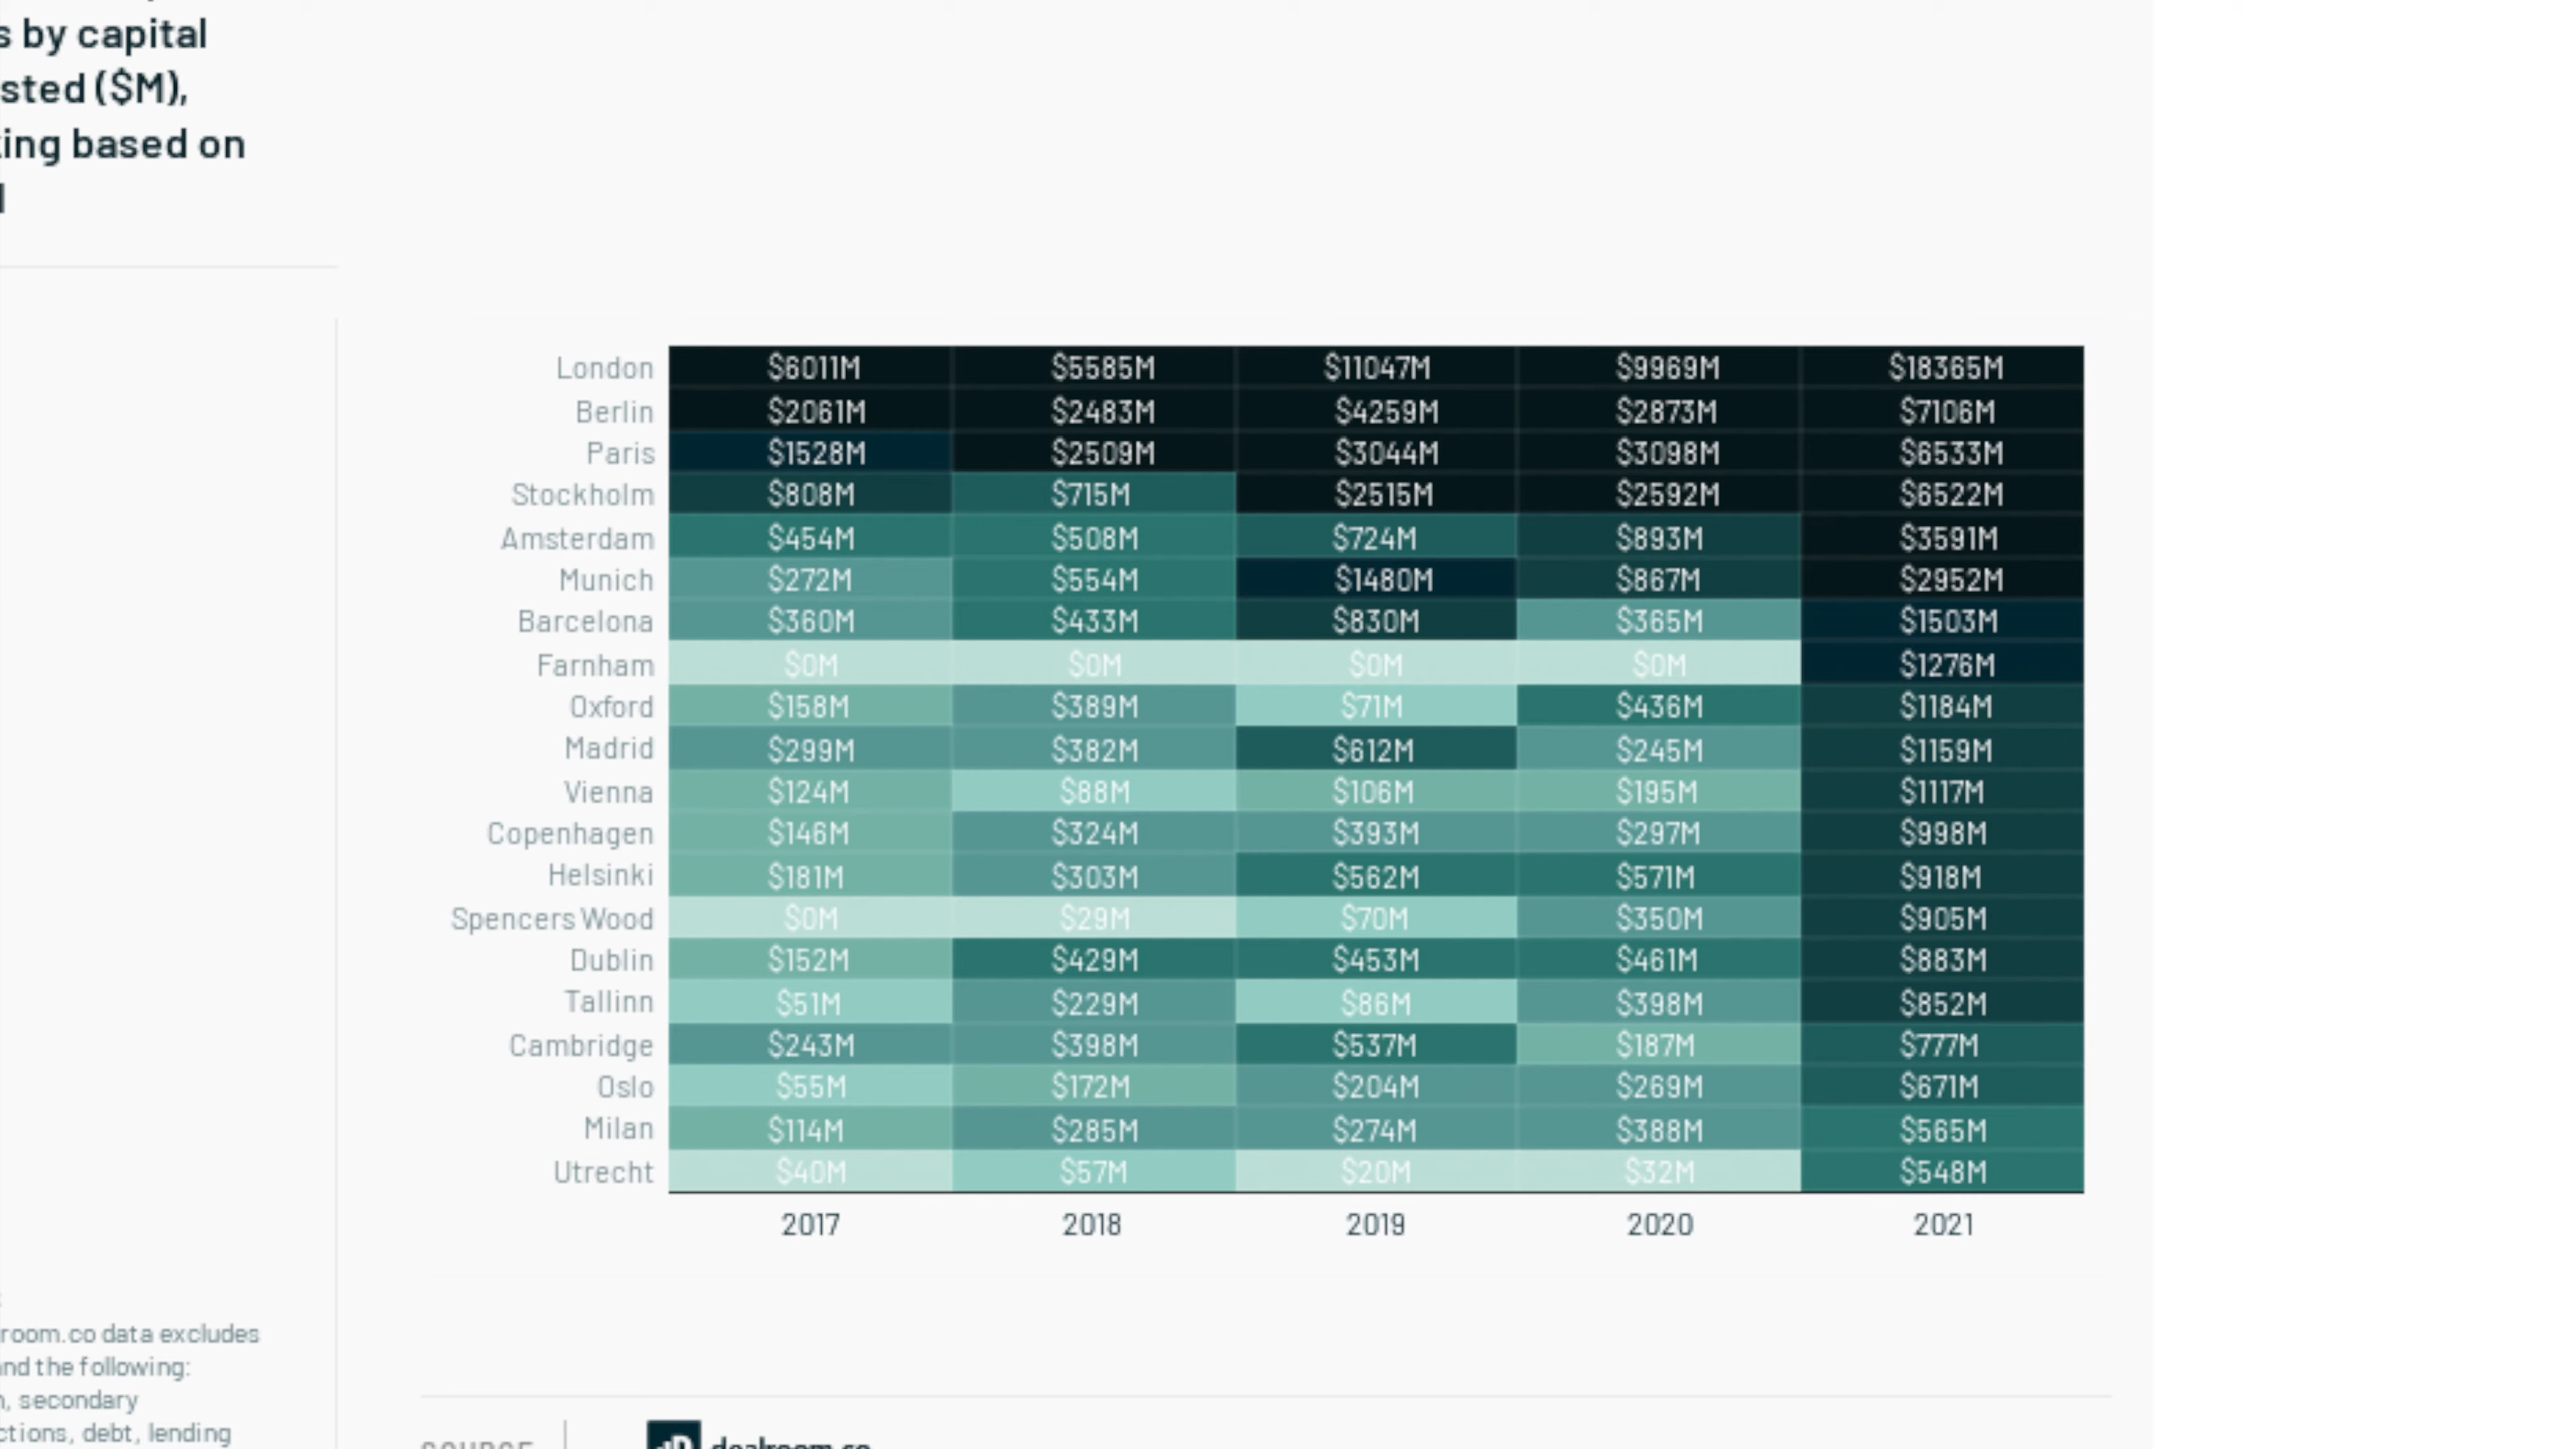 s by capital
sted ($M),
ing based on
London $6011M $5585M $11047M $9969M $18365M
Berlin $2061M $2483M $4259M $2873M $7106M
Paris $1528M $2509M $3044M $3098M $6533M
Stockholm $808M $715M $2515M $2592M $6522M
Amsterdam $454M $508M $724M $893M $3591M
Munich $272M $554M $1480M $867M $2952M
Barcelona $360M $433M $830M $365M $1503M
Farnham $0M $0M $0M $0M $1276M
Oxford $158M $389M $71M $436M $1184M
Madrid $299M $382M $612M $245M $1159M
Vienna $124M $88M $106M $195M $1117M
Copenhagen $146M $324M $393M $297M $998M
Helsinki $181M $303M $562M $571M $918M
Spencers Wood $0M $29M $70M $350M $905M
Dublin $152M $429M $453M $461M $883M
Tallinn $51M $229M $86M $398M $852M
Cambridge $243M $398M $537M $187M $777M
Oslo $55M $172M $204M $269M $671M
Milan $114M $285M $274M $388M $565M
Utrecht $40M $57M $20M $32M $548M
2017 2018 2019 2020 2021
room.co data excludes
nd the following:
, secondary
ctions, debt, lending
SOURCE dealroom.co